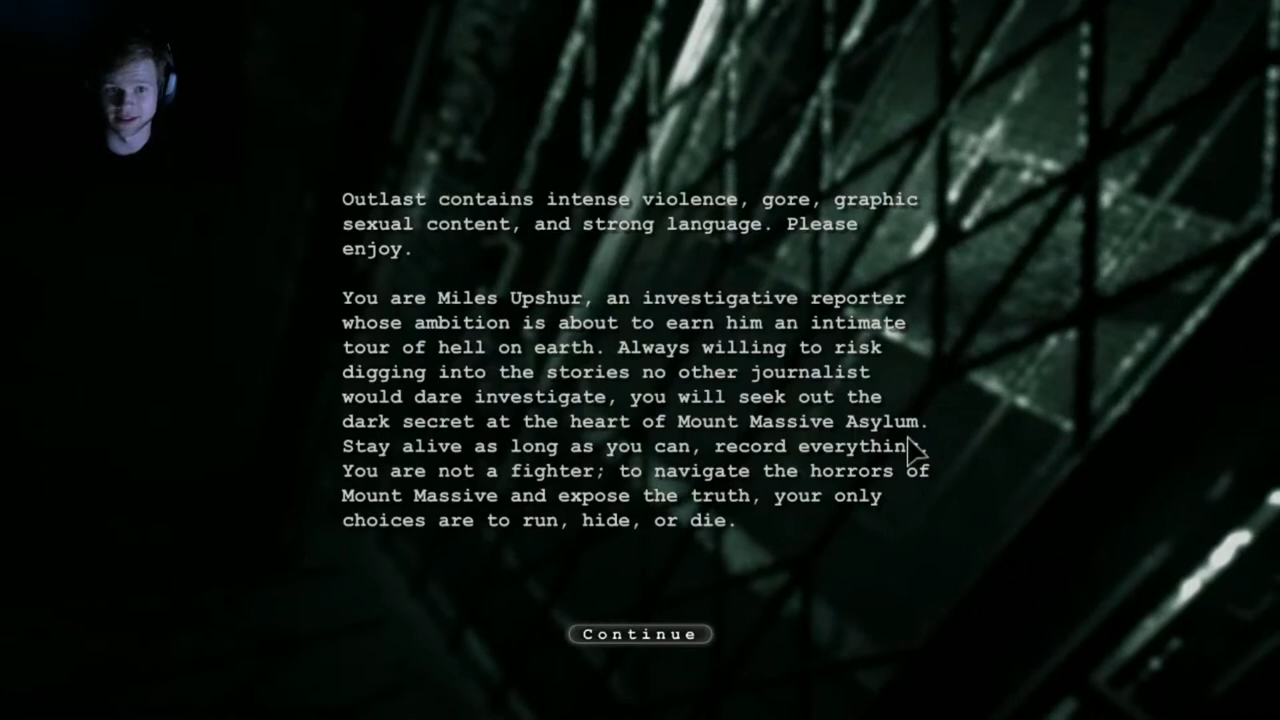 Outlast contains intense violence, gore, graphic
sexual content, and strong language. Please
enjoy.
You are Miles Upshur, an investigative reporter
whose ambition is about to earn him an intimate
tour of hell on earth. Always willing to risk
digging into the stories no other journalist
would dare investigate, you will seek out the
dark secret at the heart of Mount Massive Asylum.
Stay alive as long as you can, record everything.
You are not a fighter; to navigate the horrors of
Mount Massive and expose the truth, your only
choices are to run, hide, or die.
Continue